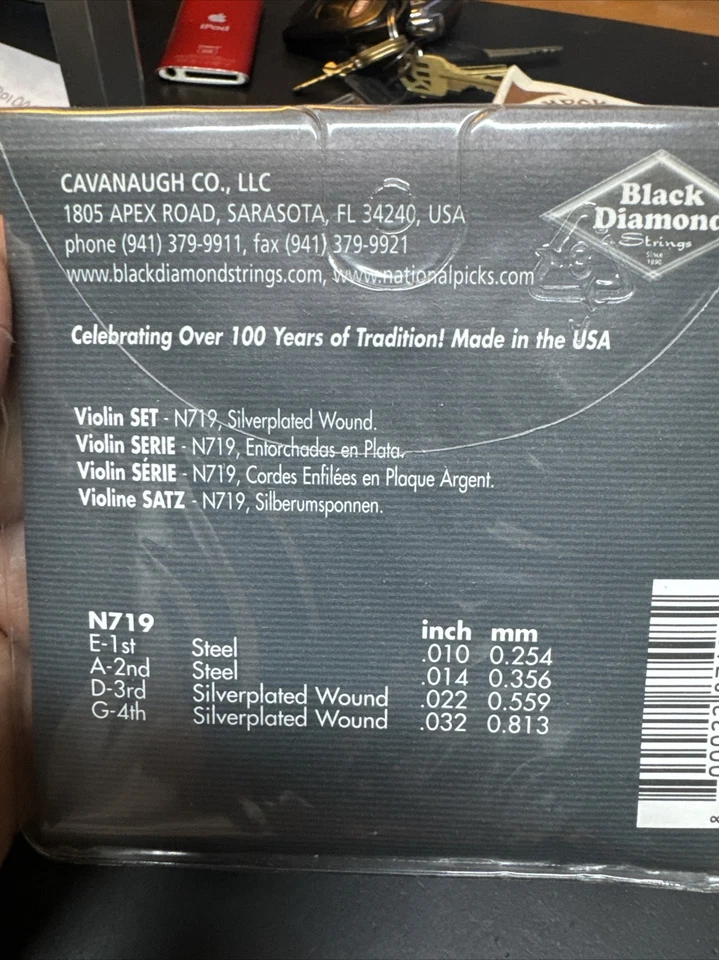 iPod
CAVANAUGH CO., LLC
1805 APEX ROAD, SARASOTA, FL 34240, USA
phone (941) 379-9911, fax (941) 379-9921
www.blackdiamondstrings.com, www.nationalpicks.com
Black
Diamond
Strings
Since
1890
Celebrating Over 100 Years of Tradition! Made in the USA
Violin SET - N719, Silverplated Wound.
Violin SERIE - N719, Entorchadas en Plata.
Violin SÉRIE - N719, Cordes Enfilées en Plaque Argent.
Violine SATZ - N719, Silberumsponnen.
N719 inch mm
E-1st Steel .010 0.254
A-2nd Steel .014 0.356
D-3rd Silverplated Wound .022 0.559
G-4th Silverplated Wound .032 0.813